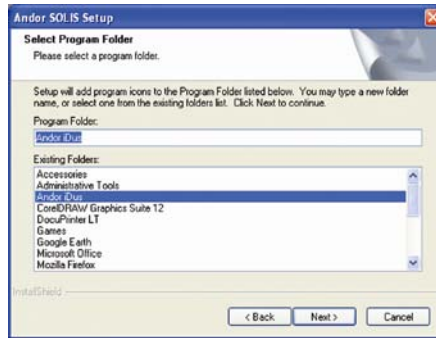 Andor SOLIS Setup
Select Program Folder
Please select a program folder.
Setup will add program icons to the Program Folder listed below. You may type a new folder
name, or select one from the existing folders list. Click Next to continue.
Program Folder:
Andor iDus
Existing Folders:
Accessories
Administrative Tools
Andor iDus
CorelDRAW Graphics Suite 12
DocuPrinter LT
Games
Google Earth
Microsoft Office
Mozilla Firefox
InstallShield
< Back Next > Cancel